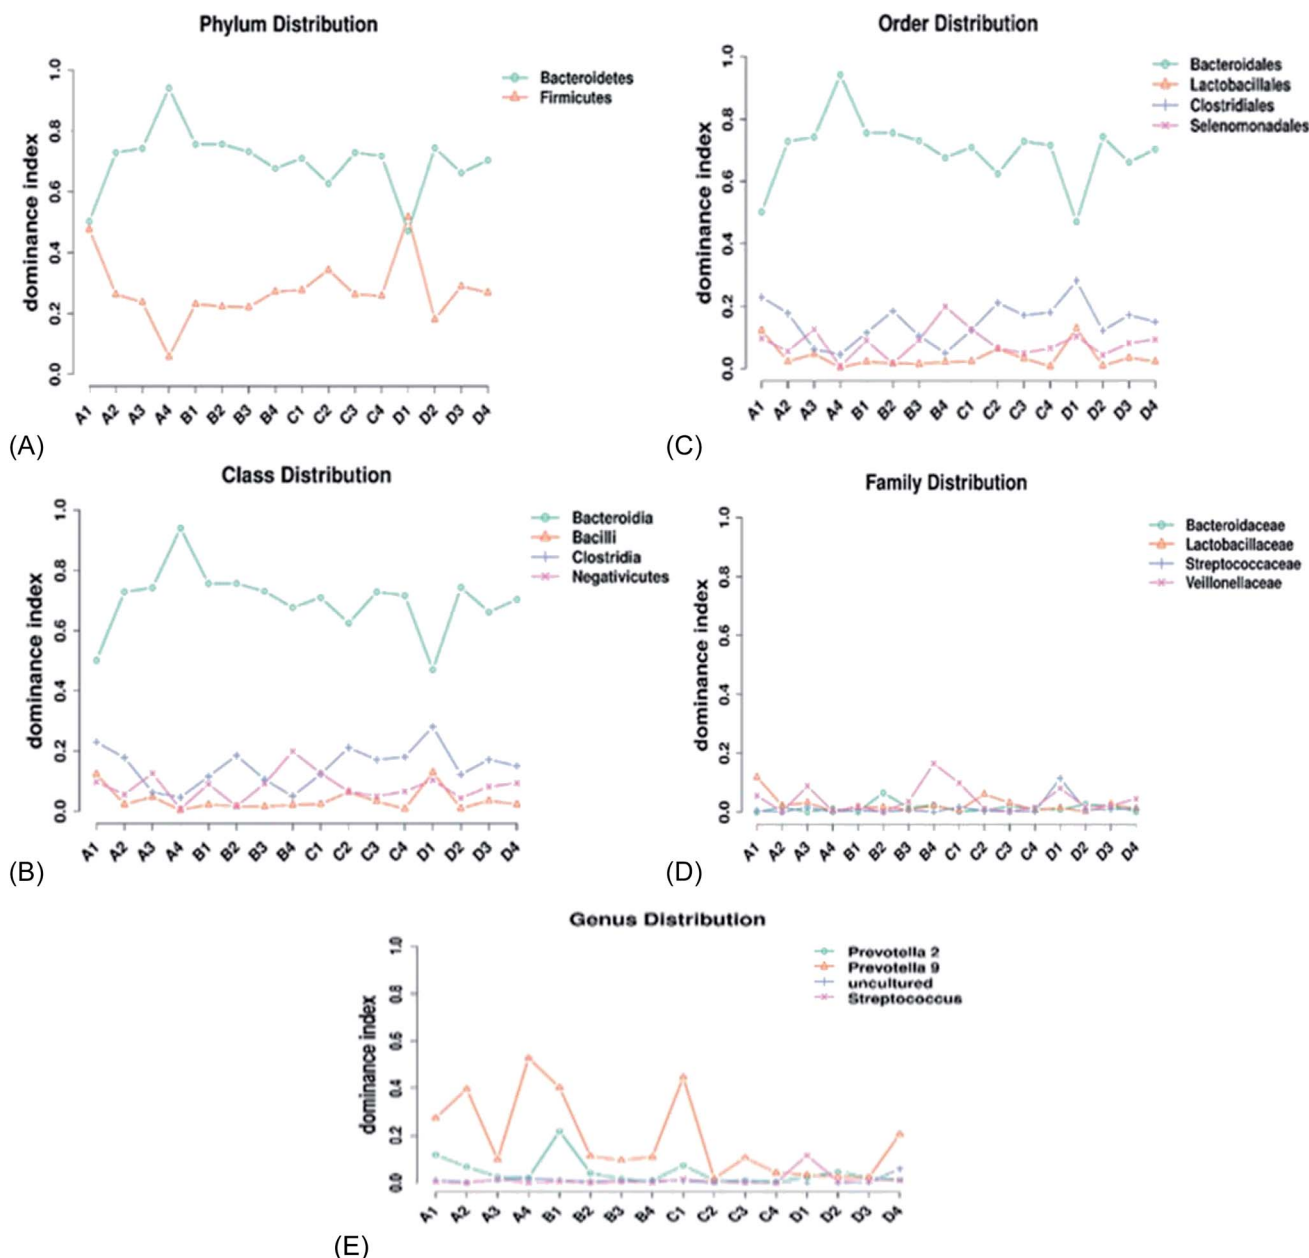 Phylum Distribution
Bacteroidetes
Firmicutes
dominance index
1.0
0.8
0.6
0.4
0.2
0.0
A1 A2 A3 A4 B1 B2 B3 B4 C1 C2 C3 C4 D1 D2 D3 D4
(A)
Order Distribution
Bacteroidales
Lactobacillales
Clostridiales
Selenomonadales
dominance index
1.0
0.8
0.6
0.4
0.2
0.0
A1 A2 A3 A4 B1 B2 B3 B4 C1 C2 C3 C4 D1 D2 D3 D4
(C)
Class Distribution
Bacteroidia
Bacilli
Clostridia
Negativicutes
dominance index
1.0
0.8
0.6
0.4
0.2
0.0
A1 A2 A3 A4 B1 B2 B3 B4 C1 C2 C3 C4 D1 D2 D3 D4
(B)
Family Distribution
Bacteroidaceae
Lactobacillaceae
Streptococcaceae
Veillonellaceae
dominance index
1.0
0.8
0.6
0.4
0.2
0.0
A1 A2 A3 A4 B1 B2 B3 B4 C1 C2 C3 C4 D1 D2 D3 D4
(D)
Genus Distribution
Prevotella 2
Prevotella 9
uncultured
Streptococcus
dominance index
1.0
0.8
0.6
0.4
0.2
0.0
A1 A2 A3 A4 B1 B2 B3 B4 C1 C2 C3 C4 D1 D2 D3 D4
(E)